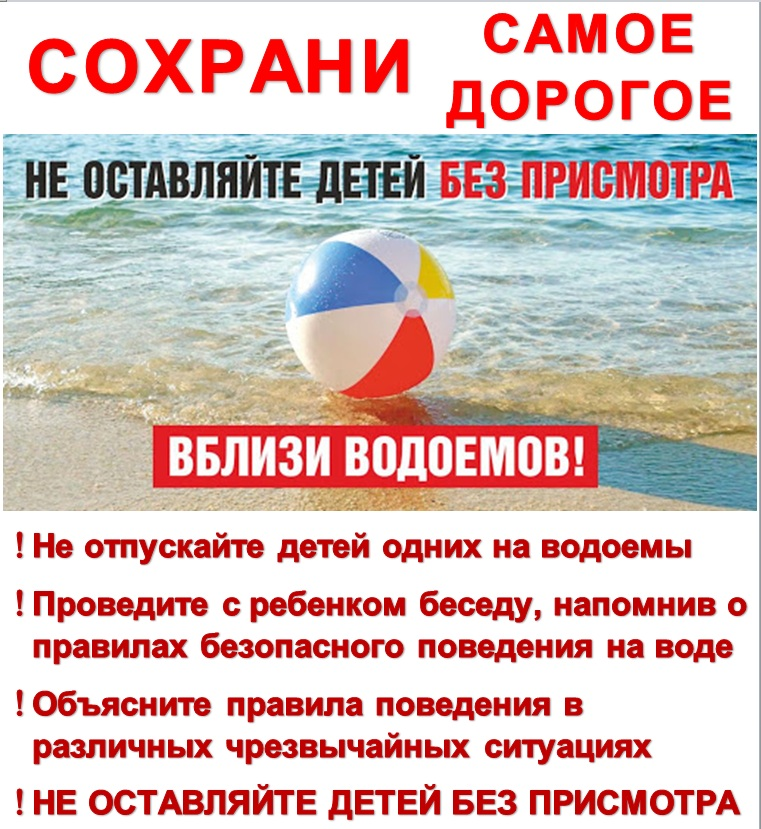 СОХРАНИ
САМОЕ
ДОРОГОЕ
НЕ ОСТАВЛЯЙТЕ ДЕТЕЙ БЕЗ ПРИСМОТРА
ВБЛИЗИ ВОДОЕМОВ!
! Не отпускайте детей одних на водоемы
! Проведите с ребенком беседу, напомнив о
правилах безопасного поведения на воде
! Объясните правила поведения в
различных чрезвычайных ситуациях
! НЕ ОСТАВЛЯЙТЕ ДЕТЕЙ БЕЗ ПРИСМОТРА